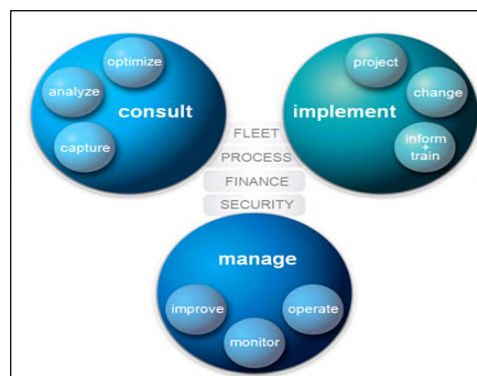 optimize
analyze
consult
capture
project
change
implement
inform
+
train
FLEET
PROCESS
FINANCE
SECURITY
manage
improve
operate
monitor